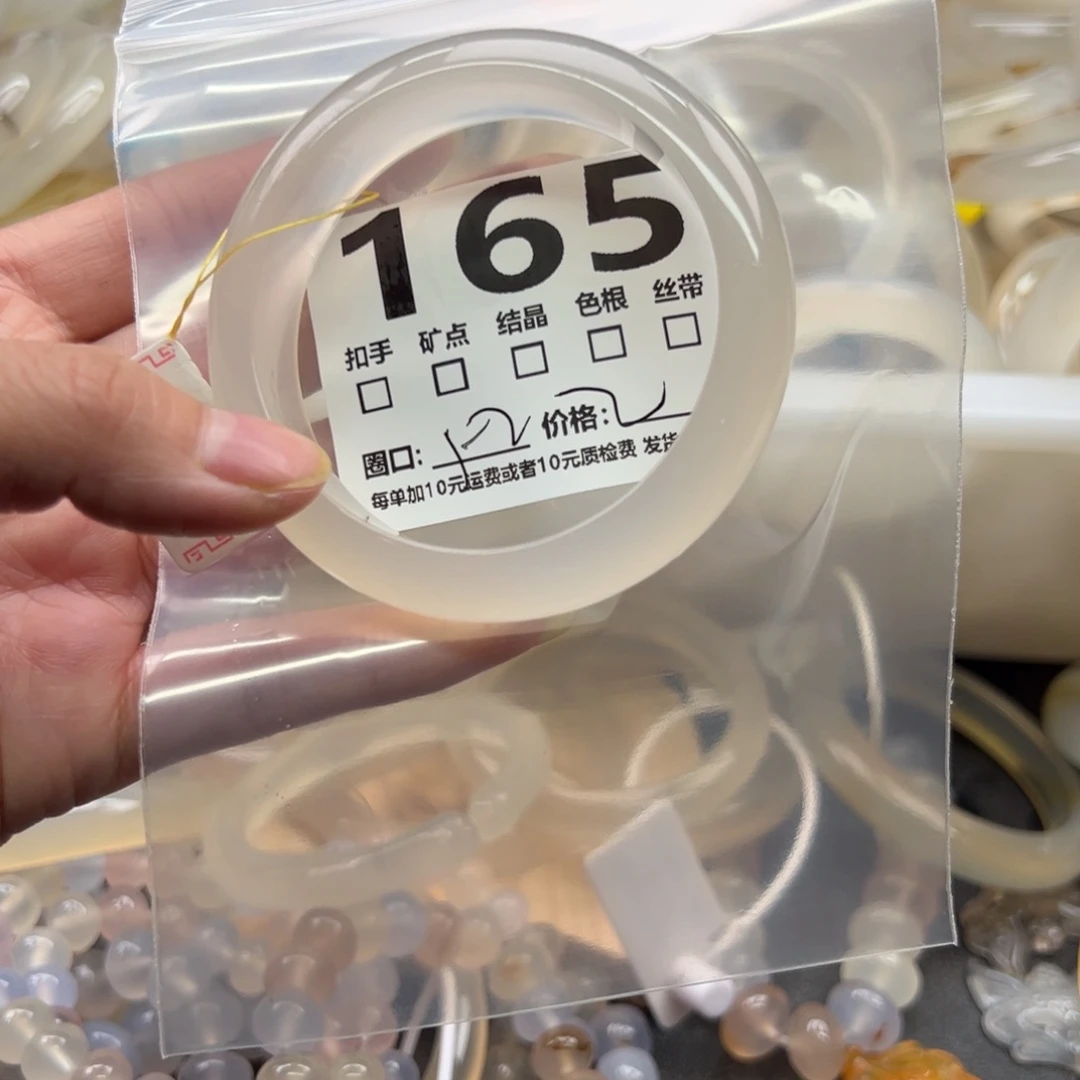 165
扣手 矿点 结晶 色根 丝带
圈口: 价格:
每单加10元运费或者10元质检费 发货